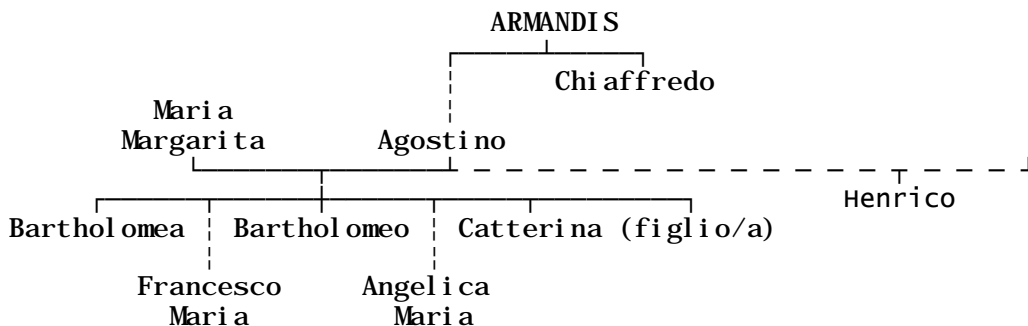 ARMANDIS
Chiaffredo
Maria
Margarita Agostino
Henrico
Bartholomea Bartholomeo Catterina (figlio/a)
Francesco Angelica
Maria Maria